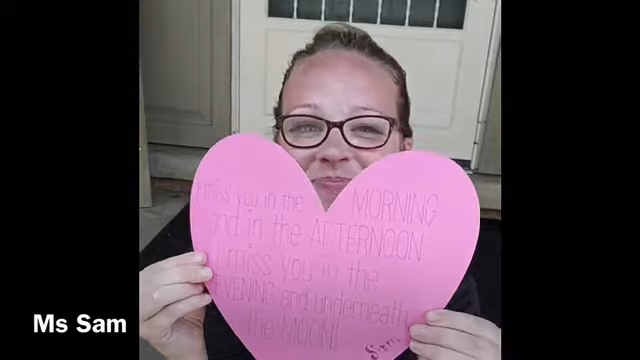 I miss you in the MORNING
and in the AFTERNOON
I miss you in the
EVENING and underneath
the MOON!
Sam
Ms Sam